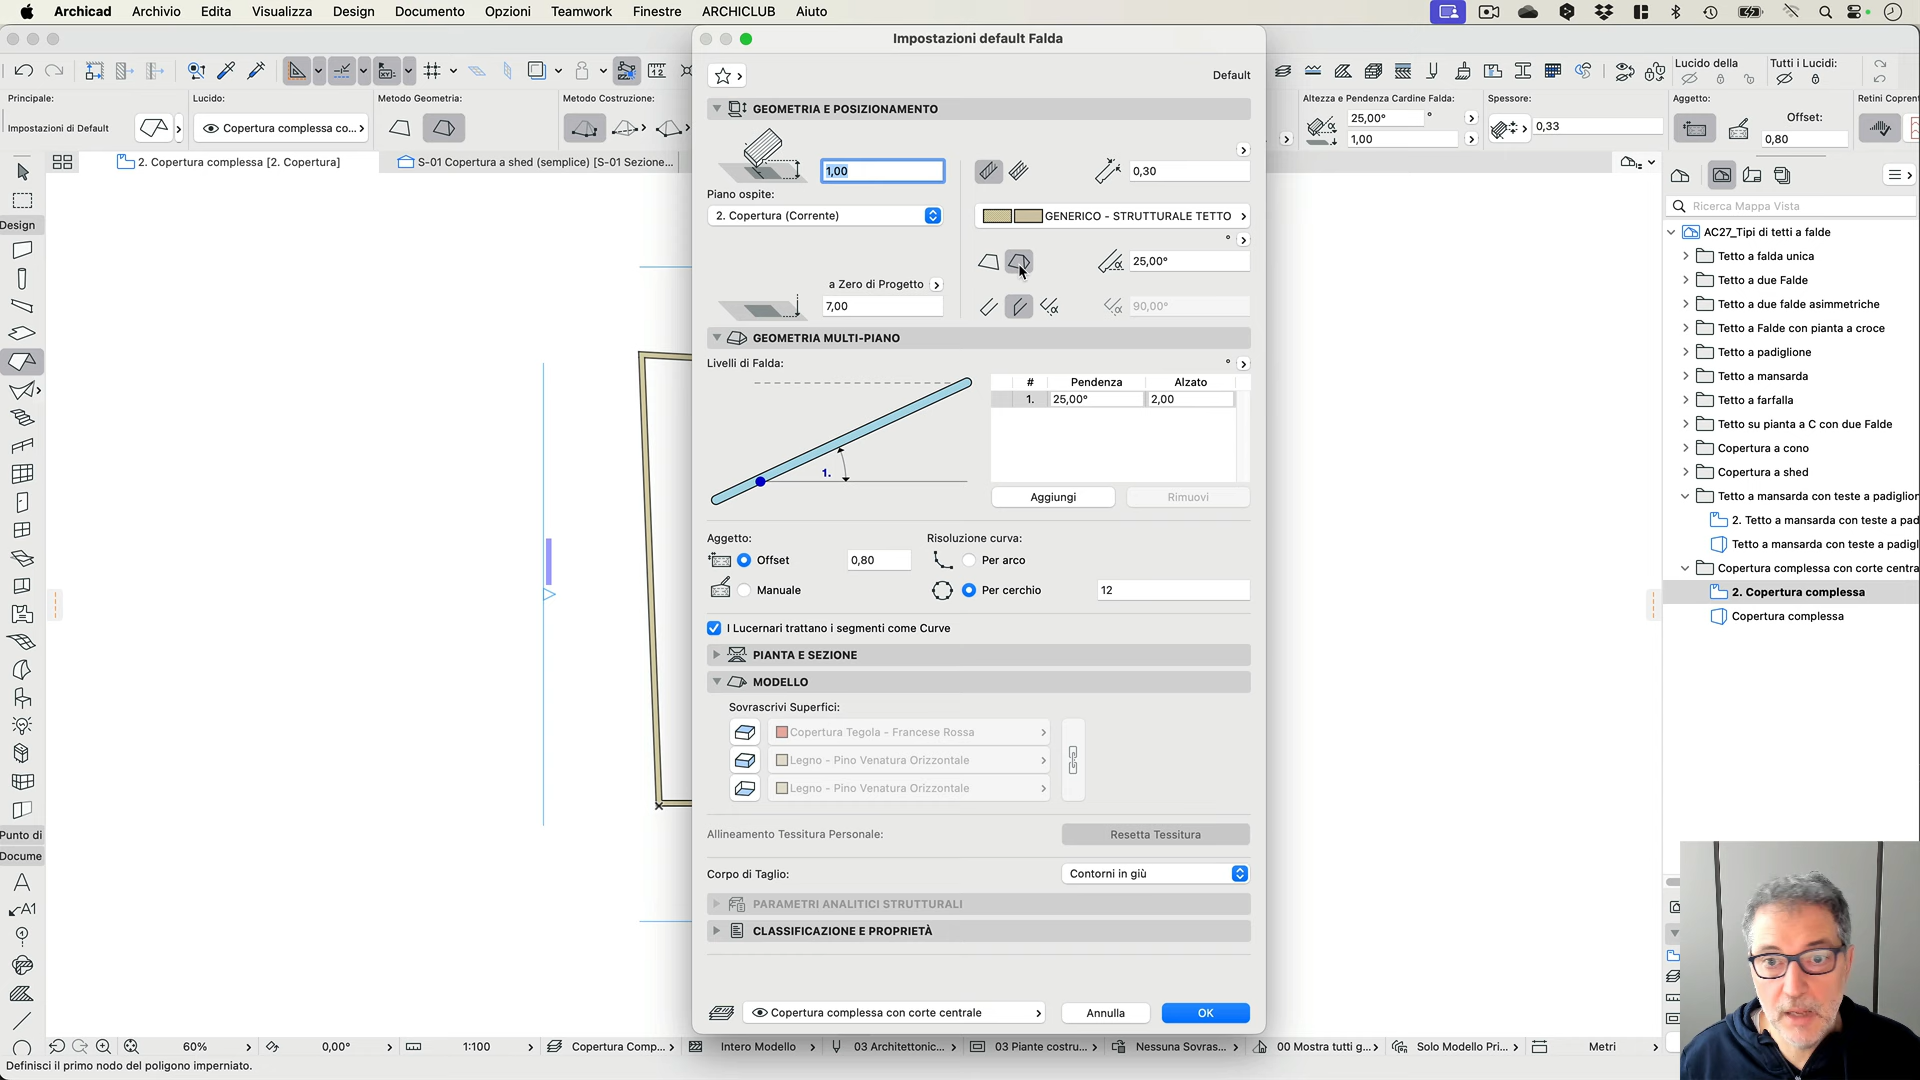 Archicad Archivio Edita Visualizza Design Documento Opzioni Teamwork Finestre ARCHICLUB Aiuto
Impostazioni default Falda
Default
Principale:
Impostazioni di Default
Lucido:
Copertura complessa co...
Metodo Geometria:
Metodo Costruzione:
Altezza e Pendenza Cardine Falda:
25,00°
°
1,00
Spessore:
0,33
Lucido della
Tutti i Lucidi:
Aggetto:
Offset:
0,80
Retini Coprent
2. Copertura complessa [2. Copertura]
S-01 Copertura a shed (semplice) [S-01 Sezione...
GEOMETRIA E POSIZIONAMENTO
1,00
0,30
Piano ospite:
2. Copertura (Corrente)
GENERICO - STRUTTURALE TETTO
°
25,00°
a Zero di Progetto
7,00
90,00°
GEOMETRIA MULTI-PIANO
Livelli di Falda:
°
# Pendenza Alzato
1. 25,00° 2,00
1.
Aggiungi
Rimuovi
Aggetto:
Offset
0,80
Manuale
Risoluzione curva:
Per arco
Per cerchio
12
I Lucernari trattano i segmenti come Curve
PIANTA E SEZIONE
MODELLO
Sovrascrivi Superfici:
Copertura Tegola - Francese Rossa
Legno - Pino Venatura Orizzontale
Legno - Pino Venatura Orizzontale
Allineamento Tessitura Personale:
Resetta Tessitura
Corpo di Taglio:
Contorni in giù
PARAMETRI ANALITICI STRUTTURALI
CLASSIFICAZIONE E PROPRIETÀ
Copertura complessa con corte centrale
Annulla
OK
Design
Punto di
Docume
A
A1
Ricerca Mappa Vista
AC27_Tipi di tetti a falde
Tetto a falda unica
Tetto a due Falde
Tetto a due falde asimmetriche
Tetto a Falde con pianta a croce
Tetto a padiglione
Tetto a mansarda
Tetto a farfalla
Tetto su pianta a C con due Falde
Copertura a cono
Copertura a shed
Tetto a mansarda con teste a padiglion
2. Tetto a mansarda con teste a pad
Tetto a mansarda con teste a padigl
Copertura complessa con corte centra
2. Copertura complessa
Copertura complessa
60%
0,00°
1:100
Copertura Comp...
Intero Modello
03 Architettonic...
03 Piante costru...
Nessuna Sovras...
00 Mostra tutti g...
Solo Modello Pri...
Metri
Definisci il primo nodo del poligono imperniato.